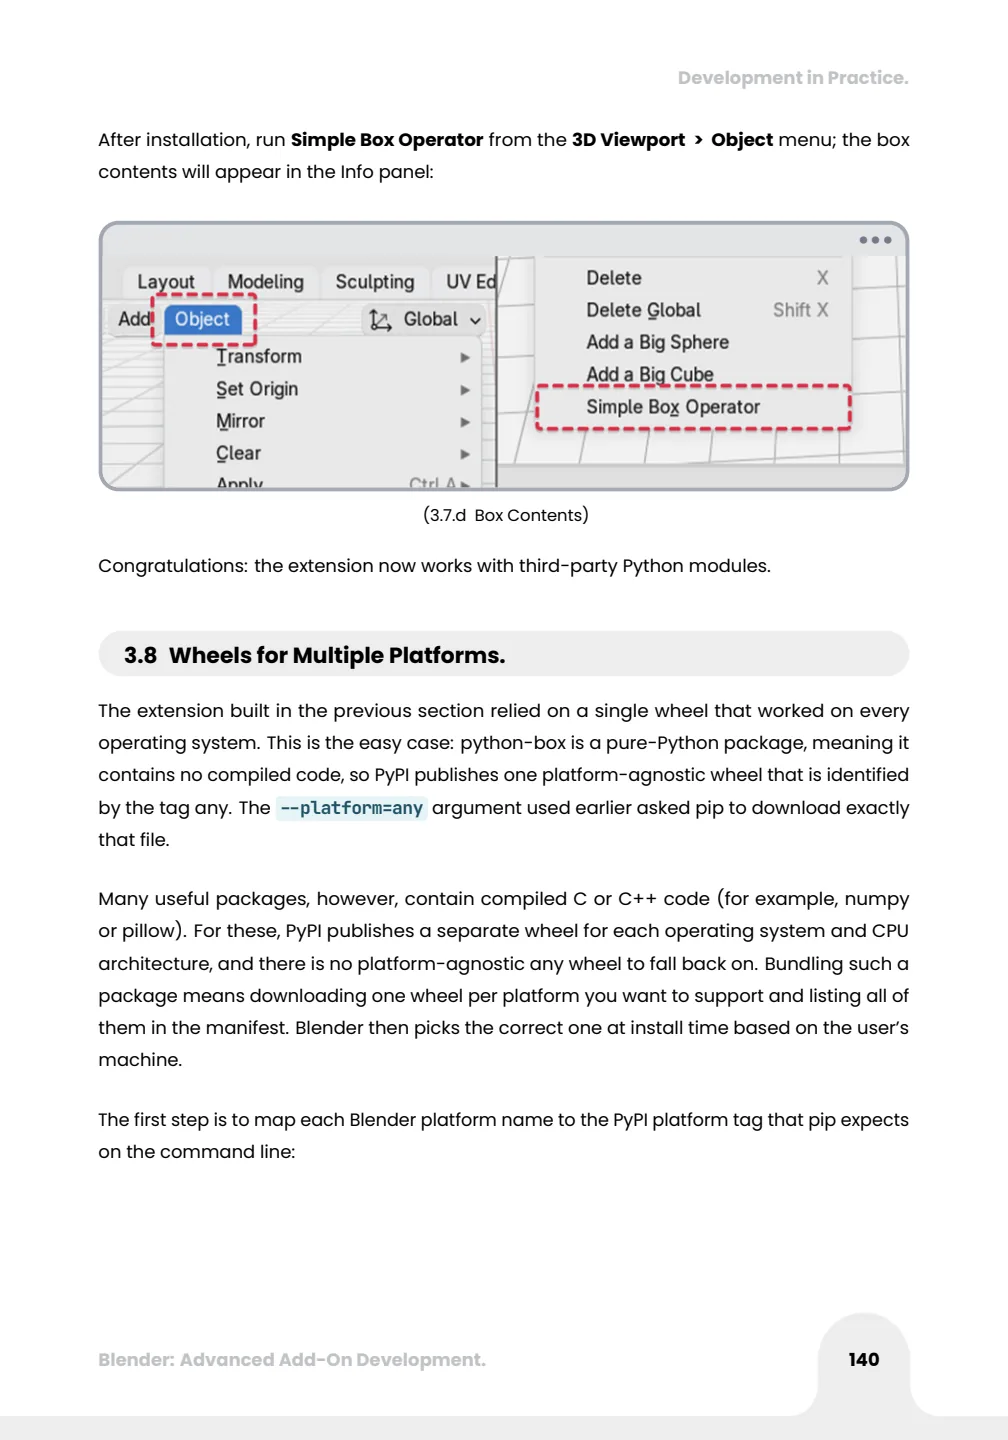 Development in Practice.
After installation, run Simple Box Operator from the 3D Viewport > Object menu; the box
contents will appear in the Info panel:
Layout Modeling Sculpting UV Ed
Add Object Global
Transform
Set Origin
Mirror
Clear
Apply Ctrl A
Delete X
Delete Global Shift X
Add a Big Sphere
Add a Big Cube
Simple Box Operator
(3.7.d Box Contents)
Congratulations: the extension now works with third-party Python modules.
3.8 Wheels for Multiple Platforms.
The extension built in the previous section relied on a single wheel that worked on every
operating system. This is the easy case: python-box is a pure-Python package, meaning it
contains no compiled code, so PyPI publishes one platform-agnostic wheel that is identified
by the tag any. The --platform=any argument used earlier asked pip to download exactly
that file.
Many useful packages, however, contain compiled C or C++ code (for example, numpy
or pillow). For these, PyPI publishes a separate wheel for each operating system and CPU
architecture, and there is no platform-agnostic any wheel to fall back on. Bundling such a
package means downloading one wheel per platform you want to support and listing all of
them in the manifest. Blender then picks the correct one at install time based on the user's
machine.
The first step is to map each Blender platform name to the PyPI platform tag that pip expects
on the command line:
Blender: Advanced Add-On Development.
140